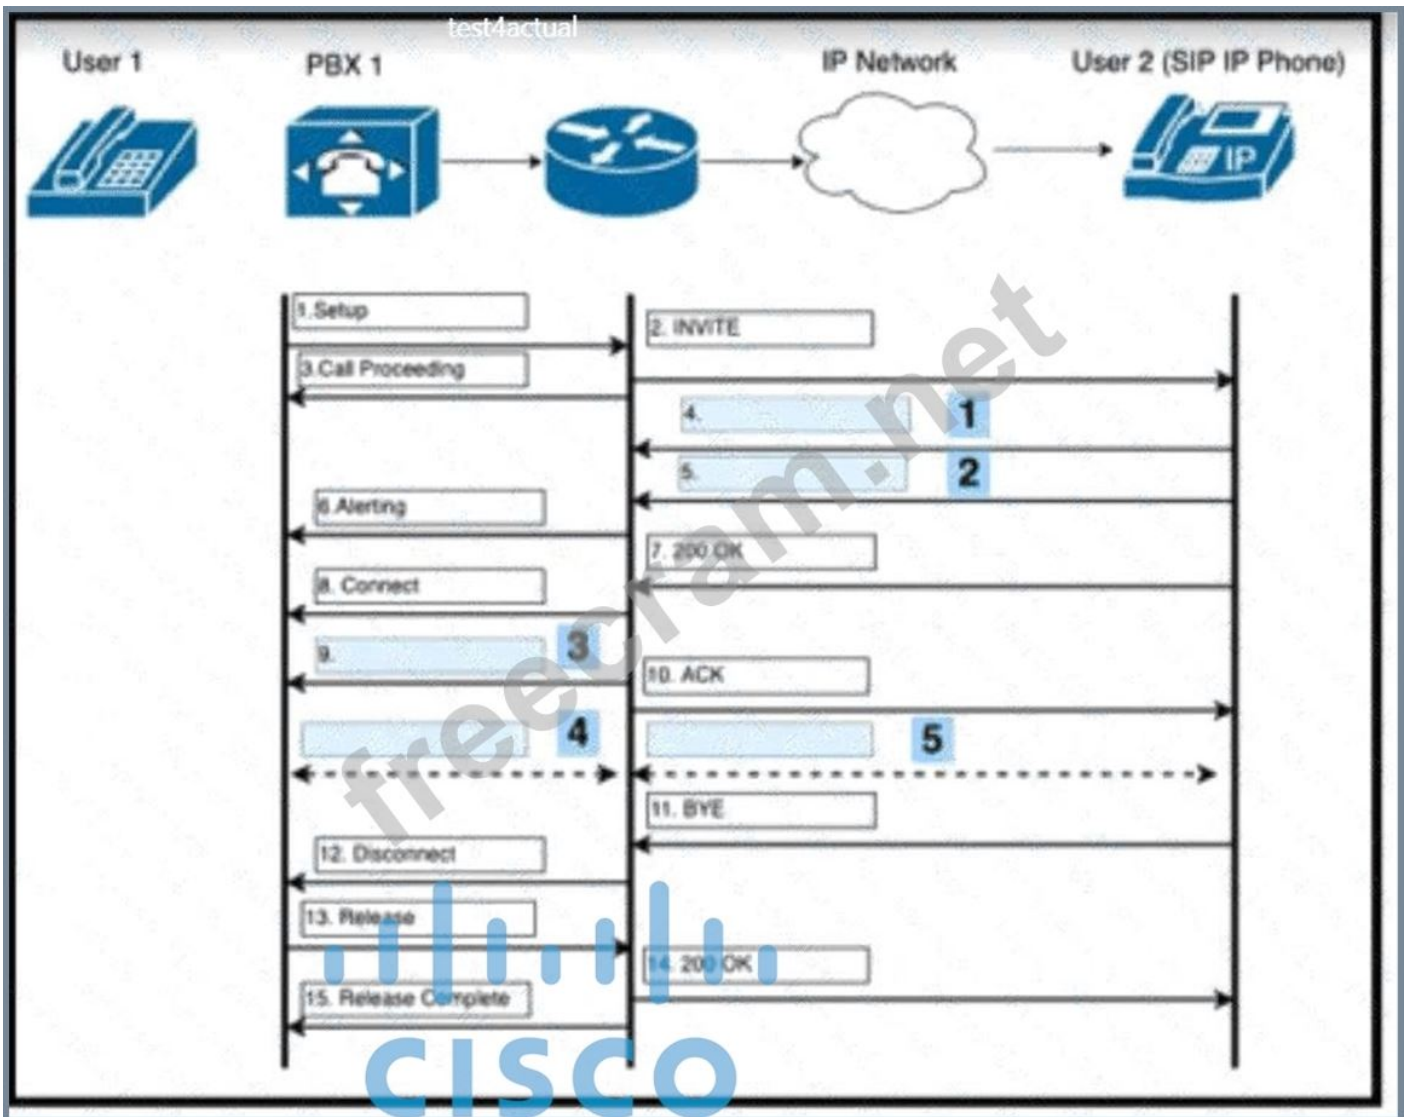 test4actual
User 1
PBX 1
IP Network
User 2 (SIP IP Phone)
IP
1.Setup
2. INVITE
3.Call Proceeding
4.
1
5.
2
6.Alerting
7. 200 OK
8. Connect
9.
3
10. ACK
4
5
11. BYE
12. Disconnect
13. Release
14. 200 OK
15. Release Complete
freecram.net
CISCO